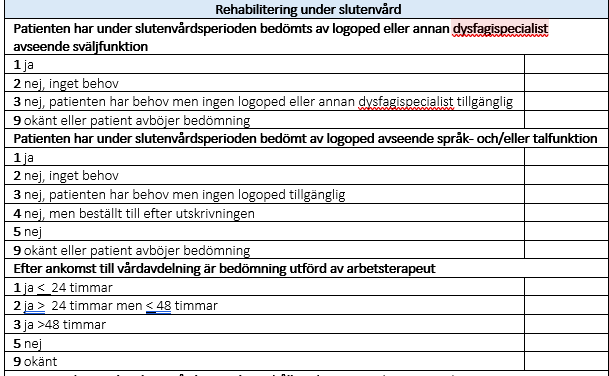 Rehabilitering under slutenvård
Patienten har under slutenvårdsperioden bedömts av logoped eller annan dysfagispecialist
avseende sväljfunktion
1 ja
2 nej, inget behov
3 nej, patienten har behov men ingen logoped eller annan dysfagispecialist tillgänglig
9 okänt eller patient avböjer bedömning
Patienten har under slutenvårdsperioden bedömt av logoped avseende språk- och/eller talfunktion
1 ja
2 nej, inget behov
3 nej, patienten har behov men ingen logoped tillgänglig
4 nej, men beställt till efter utskrivningen
5 nej
9 okänt eller patient avböjer bedömning
Efter ankomst till vårdavdelning är bedömning utförd av arbetsterapeut
1 ja < 24 timmar
2 ja > 24 timmar men < 48 timmar
3 ja >48 timmar
5 nej
9 okänt